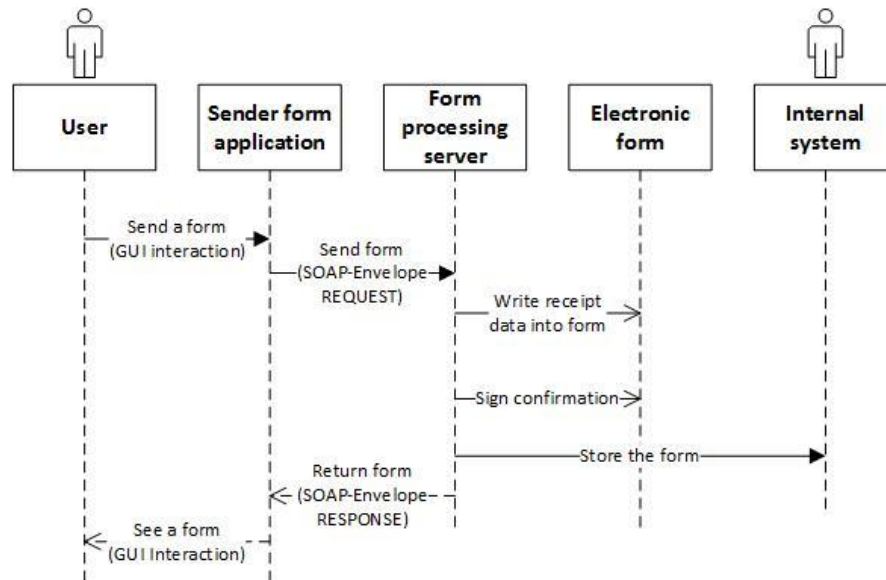 User
Sender form
application
Form
processing
server
Electronic
form
Internal
system
Send a form
(GUI interaction)
Send form
(SOAP-Envelope
REQUEST)
Write receipt
data into form
Sign confirmation
Store the form
Return form
(SOAP-Envelope
RESPONSE)
See a form
(GUI Interaction)